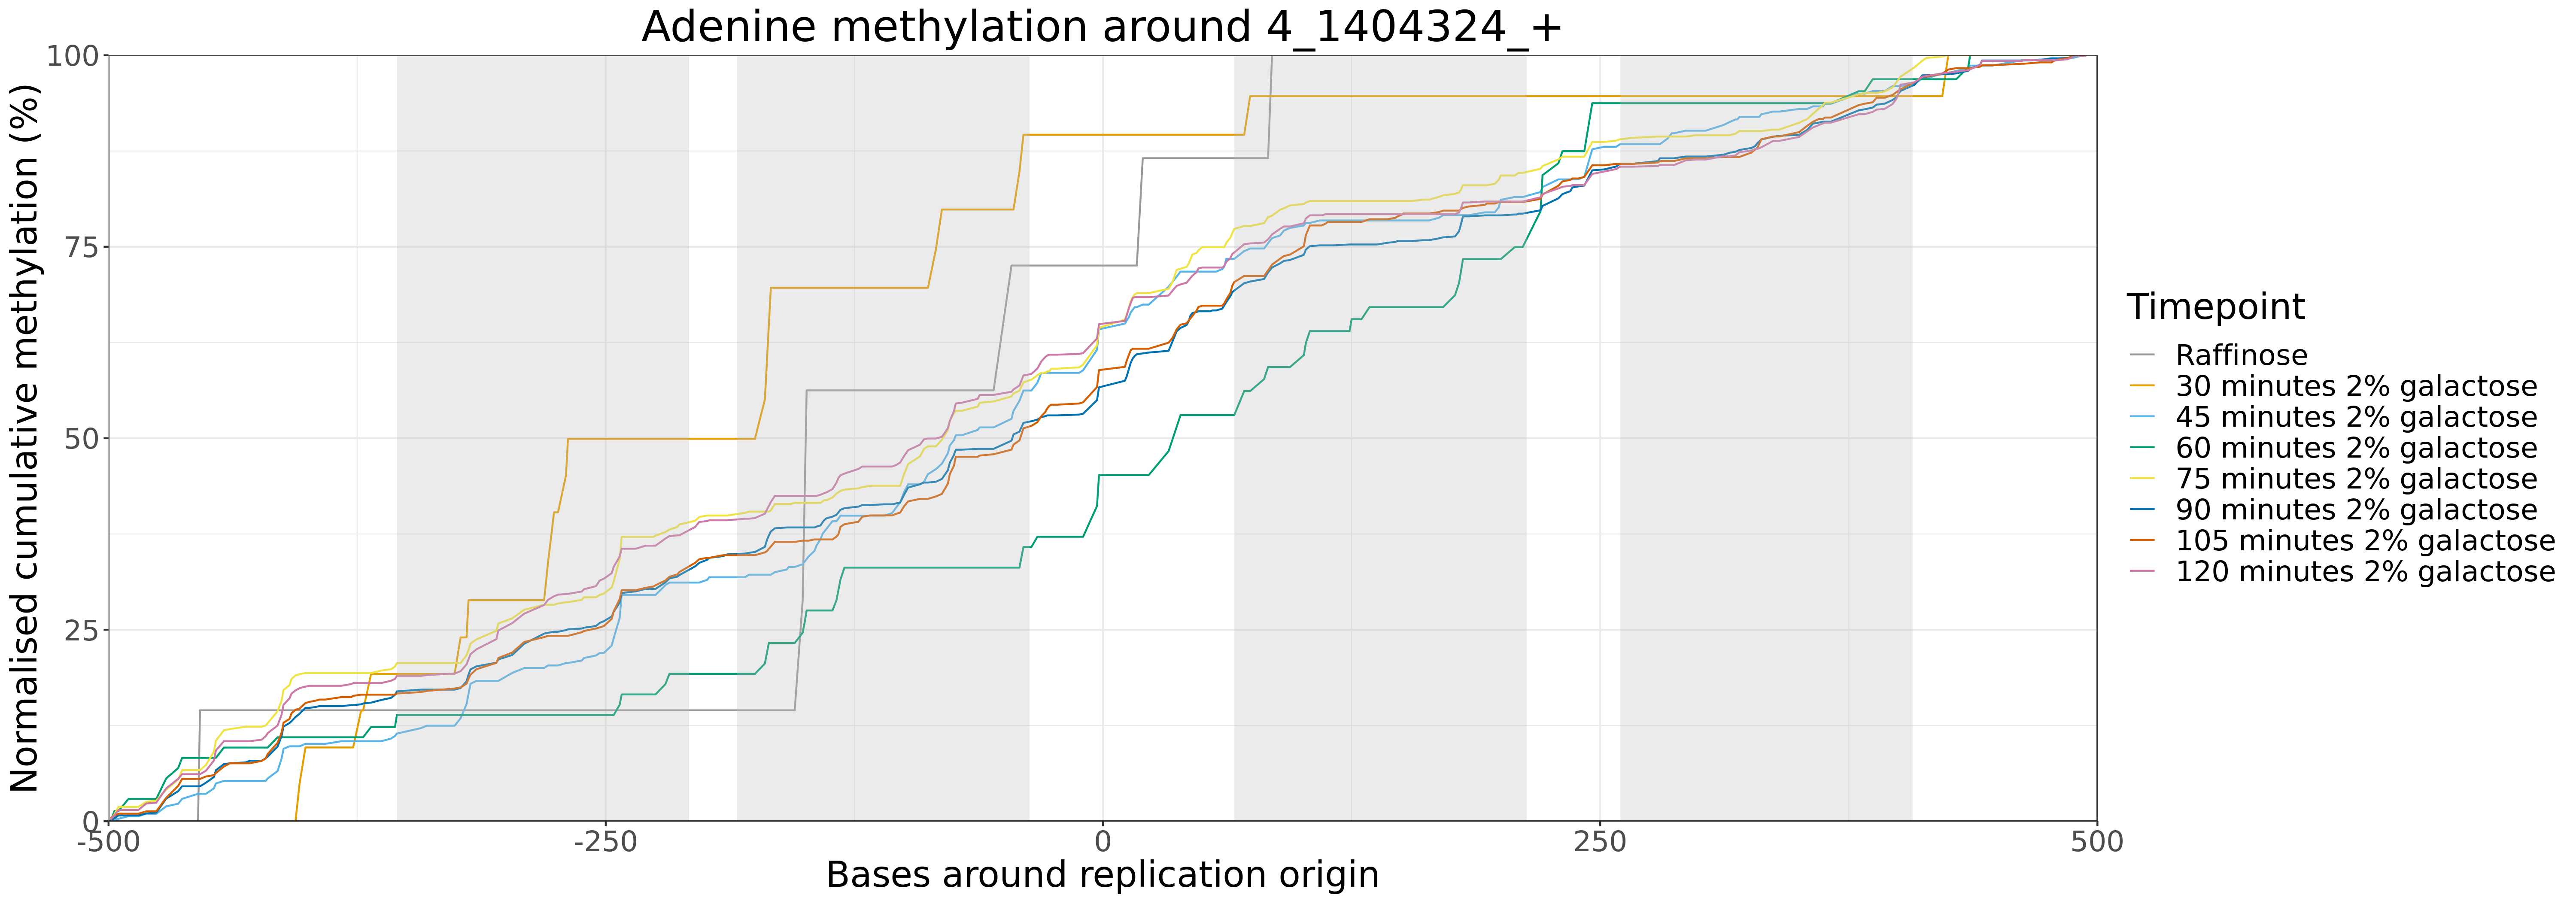 Adenine methylation around 4_1404324_+
Normalised cumulative methylation (%)
100
75
50
25
0
-500
-250
0
250
500
Bases around replication origin
Timepoint
Raffinose
30 minutes 2% galactose
45 minutes 2% galactose
60 minutes 2% galactose
75 minutes 2% galactose
90 minutes 2% galactose
105 minutes 2% galactose
120 minutes 2% galactose